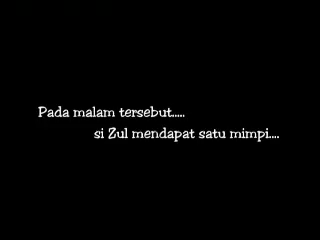 Pada malam tersebut.....
si Zul mendapat satu mimpi....